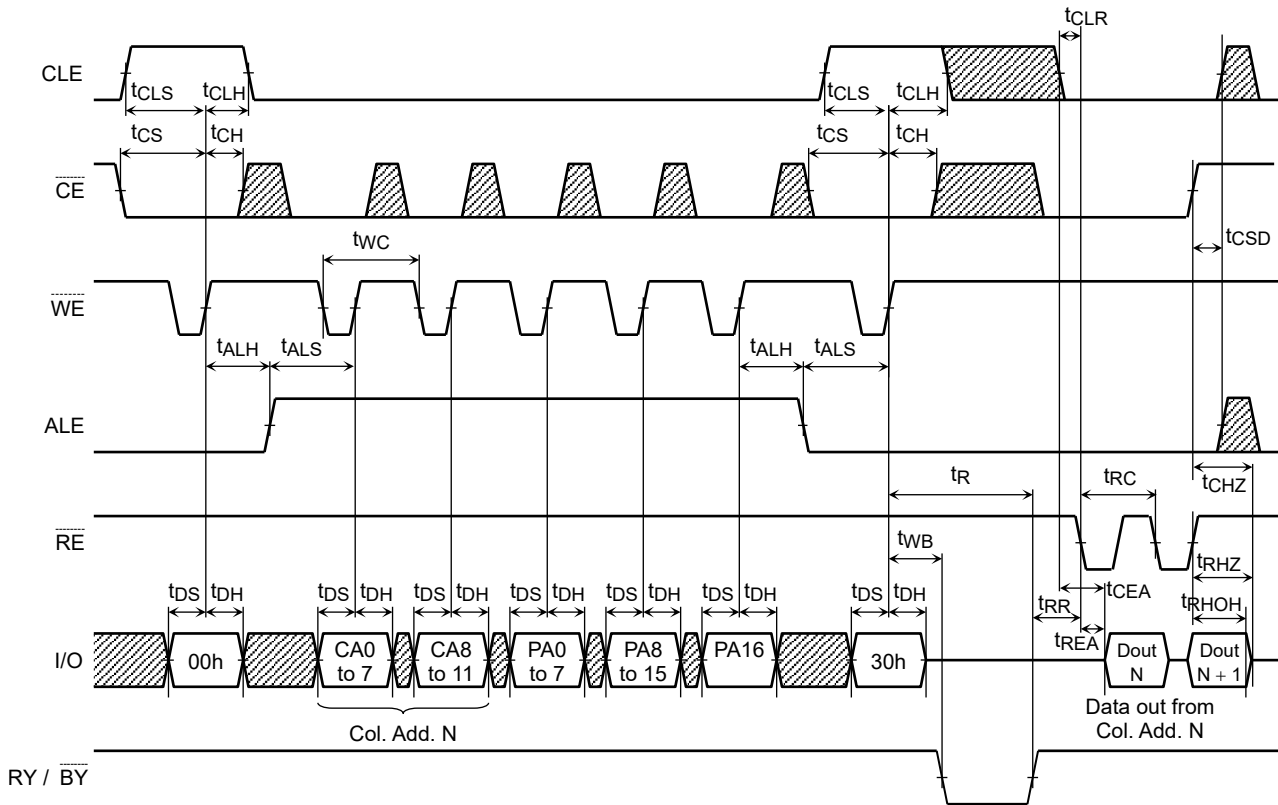 tCLR
CLE
tCLS tCLH tCLS tCLH
tCS tCH tCS tCH
CE
tWC
tCSD
WE
tALH tALS tALH tALS
ALE
tR tRC tCHZ
RE
tWB
tDS tDH tDS tDH tDS tDH tDS tDH tDS tDH tDS tDH tDS tDH tRR tCEA tREA tRHZ tRHOH
I/O
00h
CA0
to 7
CA8
to 11
PA0
to 7
PA8
to 15
PA16
30h
Dout
N
Dout
N + 1
Col. Add. N
Data out from
Col. Add. N
RY / BY